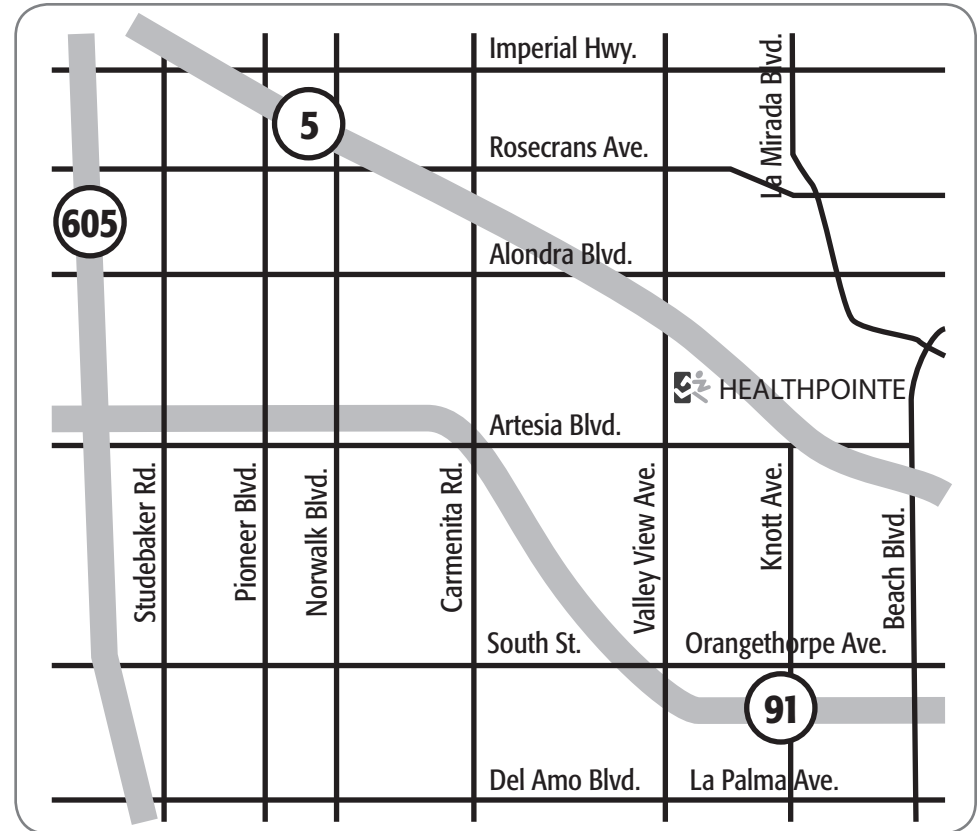 Imperial Hwy.
La Mirada Blvd.
5
Rosecrans Ave.
605
Alondra Blvd.
HEALTHPOINTE
Artesia Blvd.
Studebaker Rd.
Pioneer Blvd.
Norwalk Blvd.
Carmenita Rd.
Valley View Ave.
Knott Ave.
Beach Blvd.
South St.
Orangethorpe Ave.
91
Del Amo Blvd.
La Palma Ave.